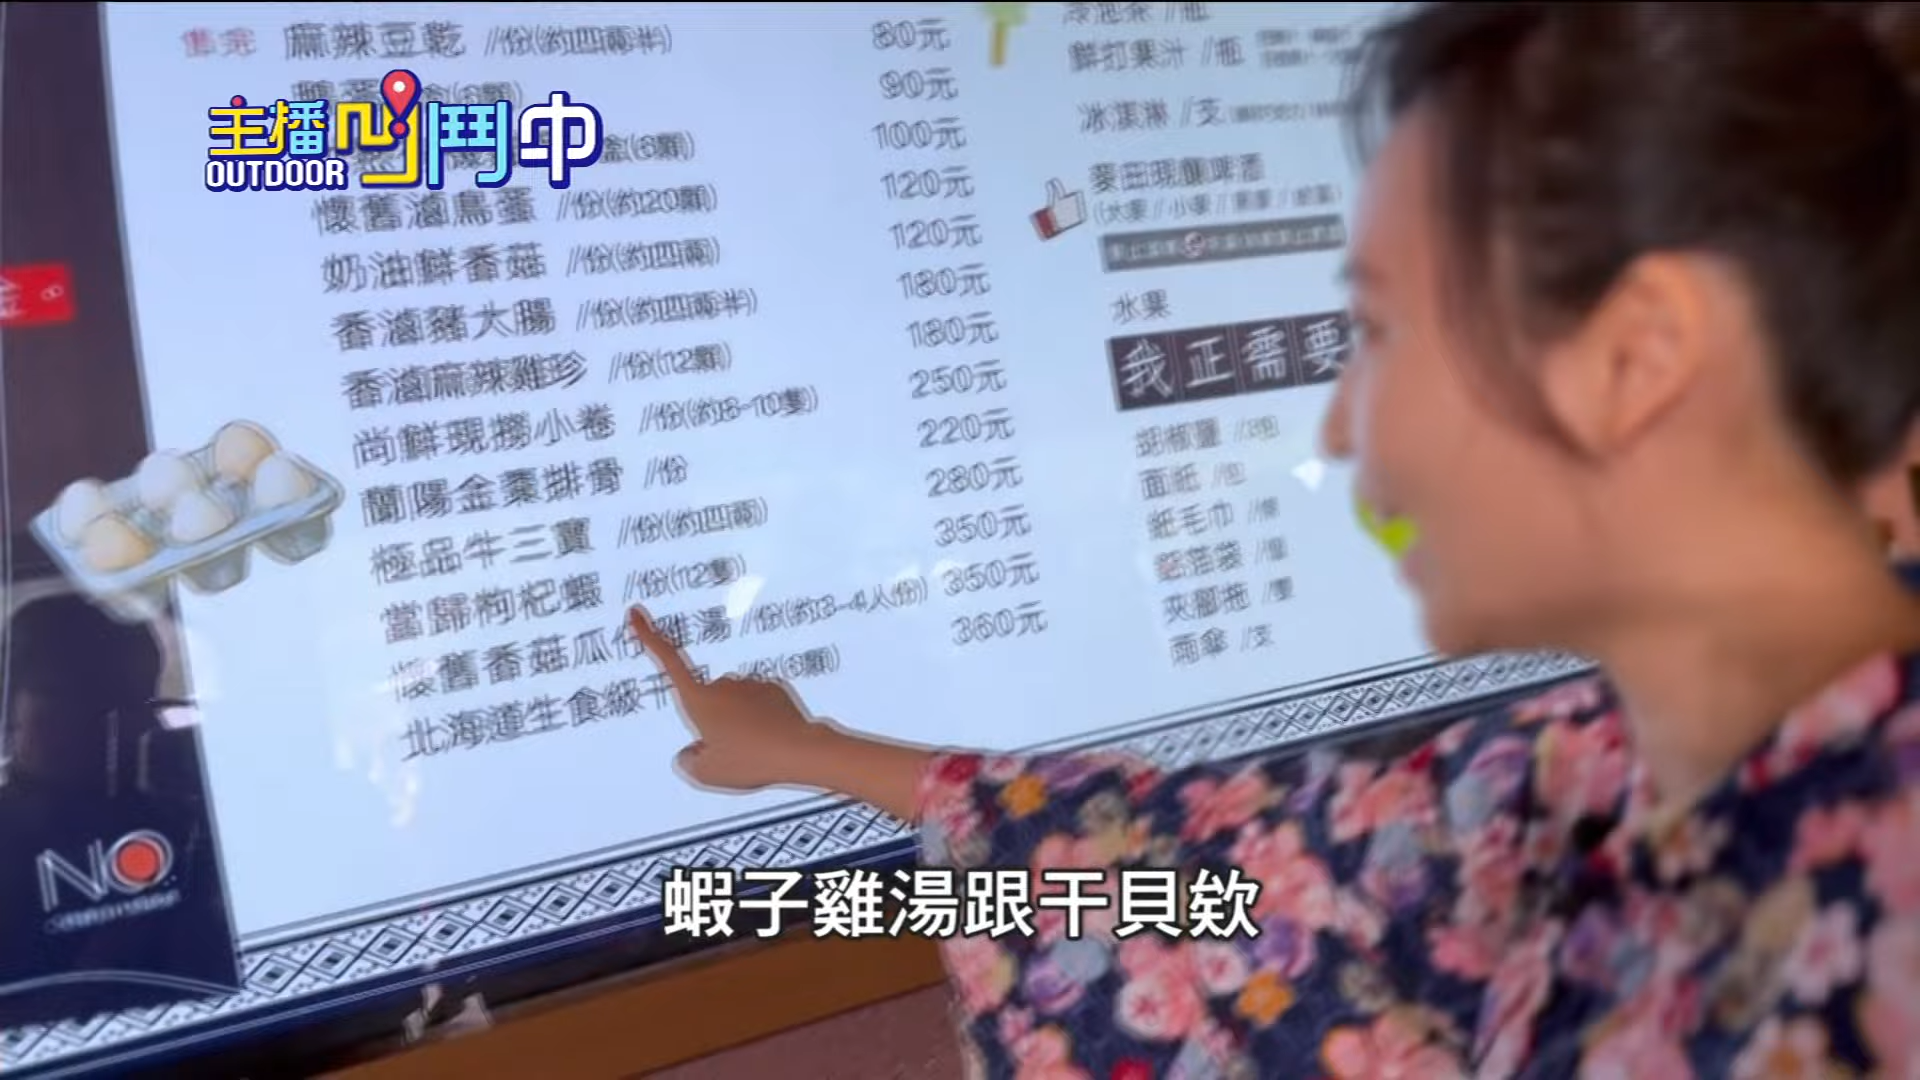 售完 麻辣豆乾 //份(約四兩半) 80元
90元
盒(6顆) 100元
懷舊滷鳥蛋 //份(約20顆) 120元
奶油鮮香菇 //份(約四兩) 120元
香滷豬大腸 //份(約四兩半) 180元
香滷麻辣雞珍 //份(12顆) 180元
尚鮮現撈小卷 //份(約8-10隻) 250元
蘭陽金棗排骨 //份 220元
極品牛三寶 //份(約四兩) 280元
當歸枸杞蝦 //份(12隻) 350元
懷舊香菇瓜仔雞湯 //份(約3-4人份) 350元
北海道生食級干 //份(6顆) 360元
鮮釦果汁 //瓶
冰淇淋 //支
麥田現釀啤酒
水果
我正需要
胡椒鹽 //包
面紙 //包
紙毛巾 //條
紙箔袋 //個
夾腳拖 //雙
雨傘 //支
主播鬥鬧中
OUTDOOR
NO
蝦子雞湯跟干貝欸